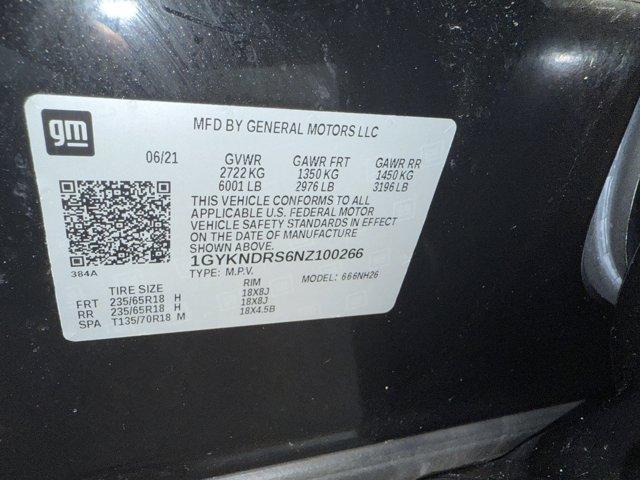 gm
MFD BY GENERAL MOTORS LLC
06/21 GVWR GAWR FRT GAWR RR
2722 KG 1350 KG 1450 KG
6001 LB 2976 LB 3196 LB
THIS VEHICLE CONFORMS TO ALL
APPLICABLE U.S. FEDERAL MOTOR
VEHICLE SAFETY STANDARDS IN EFFECT
ON THE DATE OF MANUFACTURE
SHOWN ABOVE.
1GYKNDRS6NZ100266
384A
TYPE: M.P.V. MODEL: 666NH26
TIRE SIZE RIM
FRT 235/65R18 H 18X8J
RR 235/65R18 H 18X8J
SPA T135/70R18 M 18X4.5B